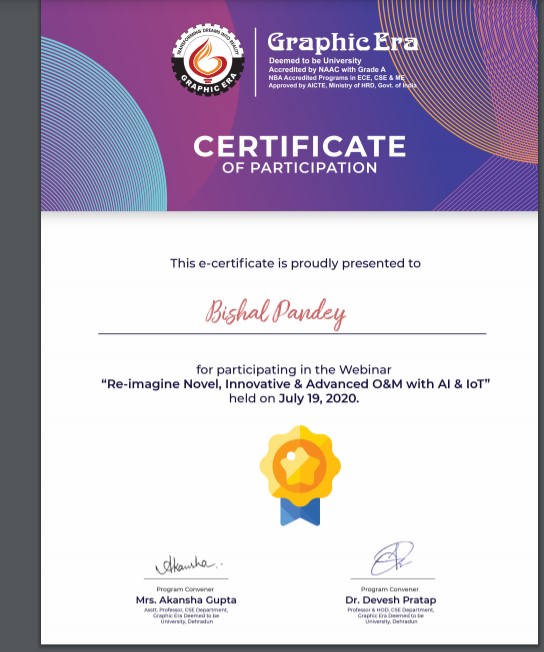 TRANSFORMING DREAMS INTO REALITY
GRAPHIC ERA
Graphic Era
Deemed to be University
Accredited by NAAC with Grade A
NBA Accredited Programs in ECE, CSE & ME
Approved by AICTE, Ministry of HRD, Govt. of India
CERTIFICATE
OF PARTICIPATION
This e-certificate is proudly presented to
Bishal Pandey
for participating in the Webinar
“Re-imagine Novel, Innovative & Advanced O&M with AI & IoT”
held on July 19, 2020.
Akansha
Program Convener
Mrs. Akansha Gupta
Asstt. Professor, CSE Department,
Graphic Era Deemed to be
University, Dehradun
Program Convener
Dr. Devesh Pratap
Professor & HOD, CSE Department,
Graphic Era Deemed to be
University, Dehradun